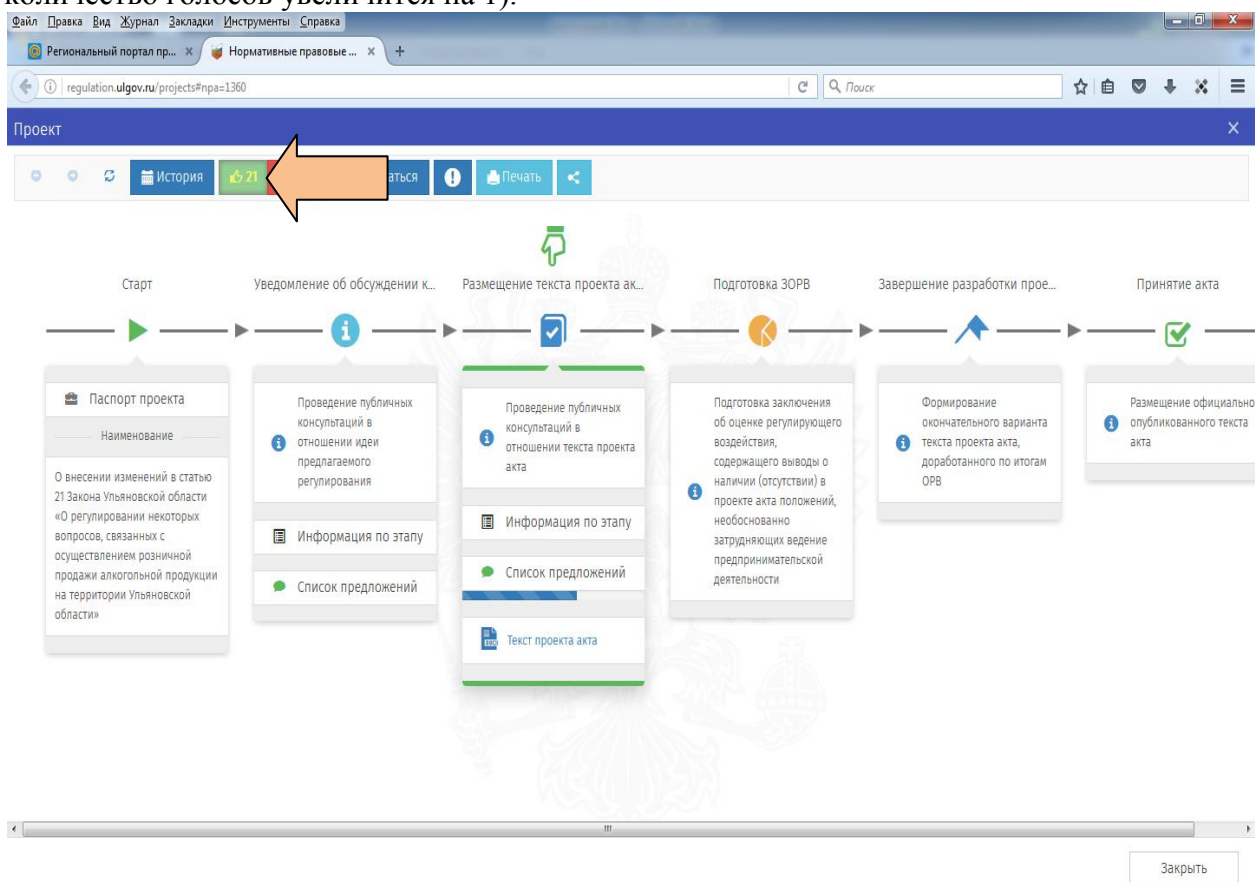 количество голосов увеличится на 1).
Файл Правка Вид Журнал Закладки Инструменты Справка
Региональный портал пр... × Нормативные правовые ... × +
regulation.ulgov.ru/projects#npa=1360
Поиск
Проект ×
История 21 аться Печать
Старт
Уведомление об обсуждении к...
Размещение текста проекта ак...
Подготовка ЗОРВ
Завершение разработки прое...
Принятие акта
Паспорт проекта
Наименование
О внесении изменений в статью
21 Закона Ульяновской области
«О регулировании некоторых
вопросов, связанных с
осуществлением розничной
продажи алкогольной продукции
на территории Ульяновской
области»
Проведение публичных
консультаций в
отношении идеи
предлагаемого
регулирования
Информация по этапу
Список предложений
Проведение публичных
консультаций в
отношении текста проекта
акта
Информация по этапу
Список предложений
Текст проекта акта
Подготовка заключения
об оценке регулирующего
воздействия,
содержащего выводы о
наличии (отсутствии) в
проекте акта положений,
необоснованно
затрудняющих ведение
предпринимательской
деятельности
Формирование
окончательного варианта
текста проекта акта,
доработанного по итогам
ОРВ
Размещение официально
опубликованного текста
акта
Закрыть